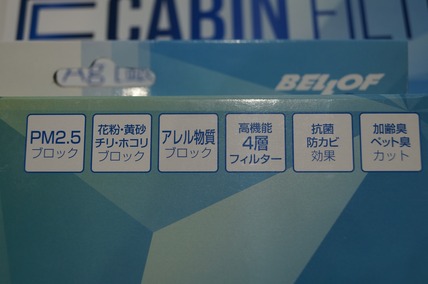 CABIN FILT
Ag
BELLOF
PM2.5
ブロック
花粉・黄砂
チリ・ホコリ
ブロック
アレル物質
ブロック
高機能
4層
フィルター
抗菌
防カビ
効果
加齢臭
ペット臭
カット